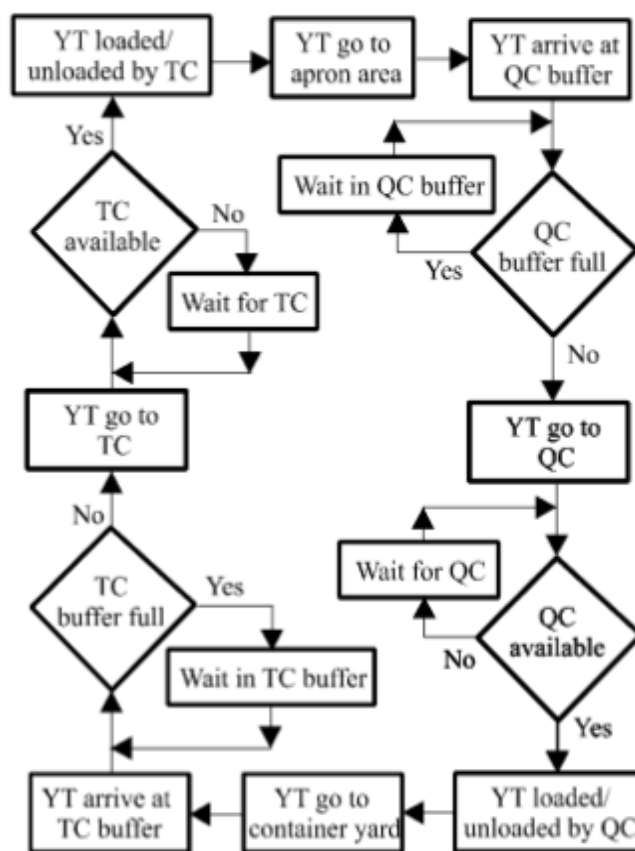 YT loaded/
unloaded by TC
YT go to
apron area
YT arrive at
QC buffer
Yes
Wait in QC buffer
TC
available
No
QC
buffer full
Yes
Wait for TC
No
YT go to
TC
YT go to
QC
No
Wait for QC
TC
buffer full
Yes
QC
available
No
Wait in TC buffer
Yes
YT arrive at
TC buffer
YT go to
container yard
YT loaded/
unloaded by QC